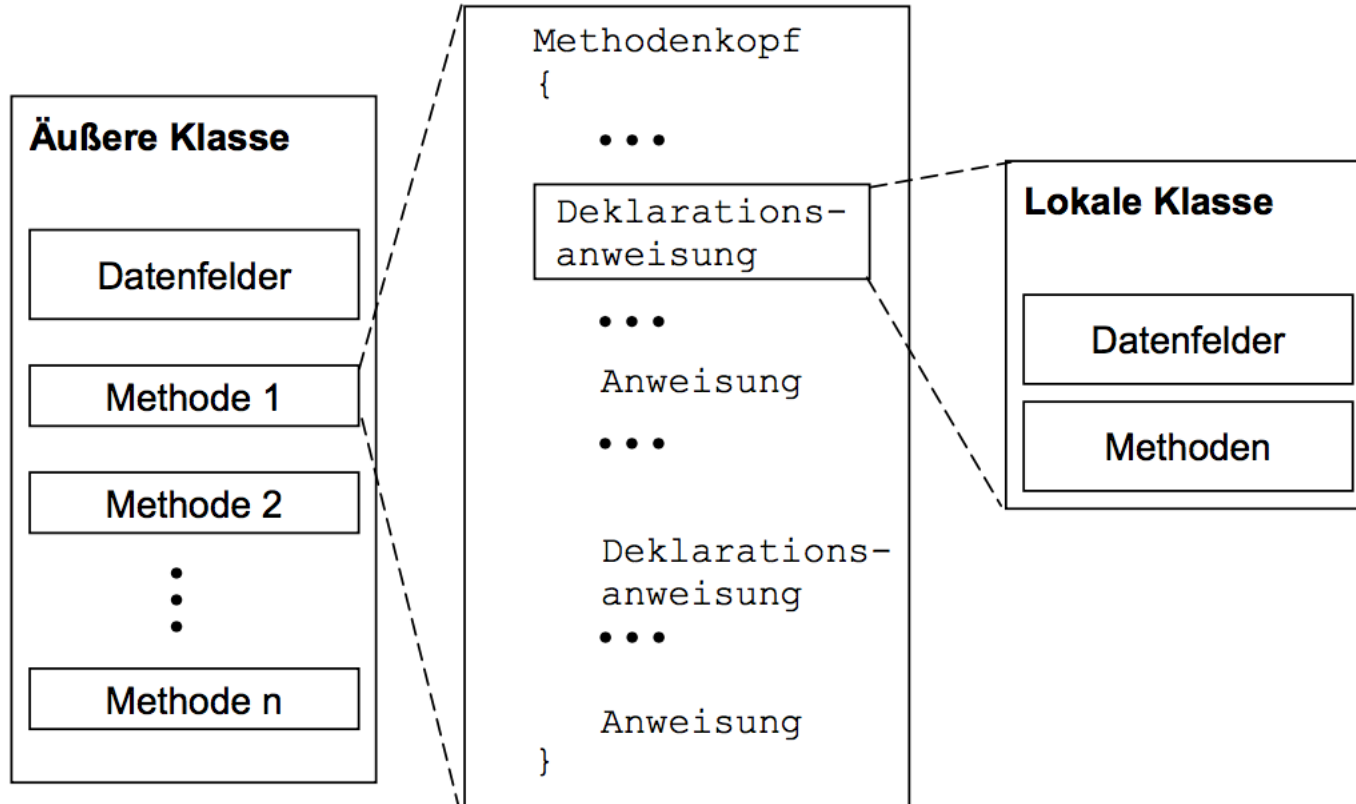 Äußere Klasse
Datenfelder
Methode 1
Methode 2
Methode n
Methodenkopf
{
•••
Deklarations-
anweisung
•••
Anweisung
•••
Deklarations-
anweisung
•••
Anweisung
}
Lokale Klasse
Datenfelder
Methoden